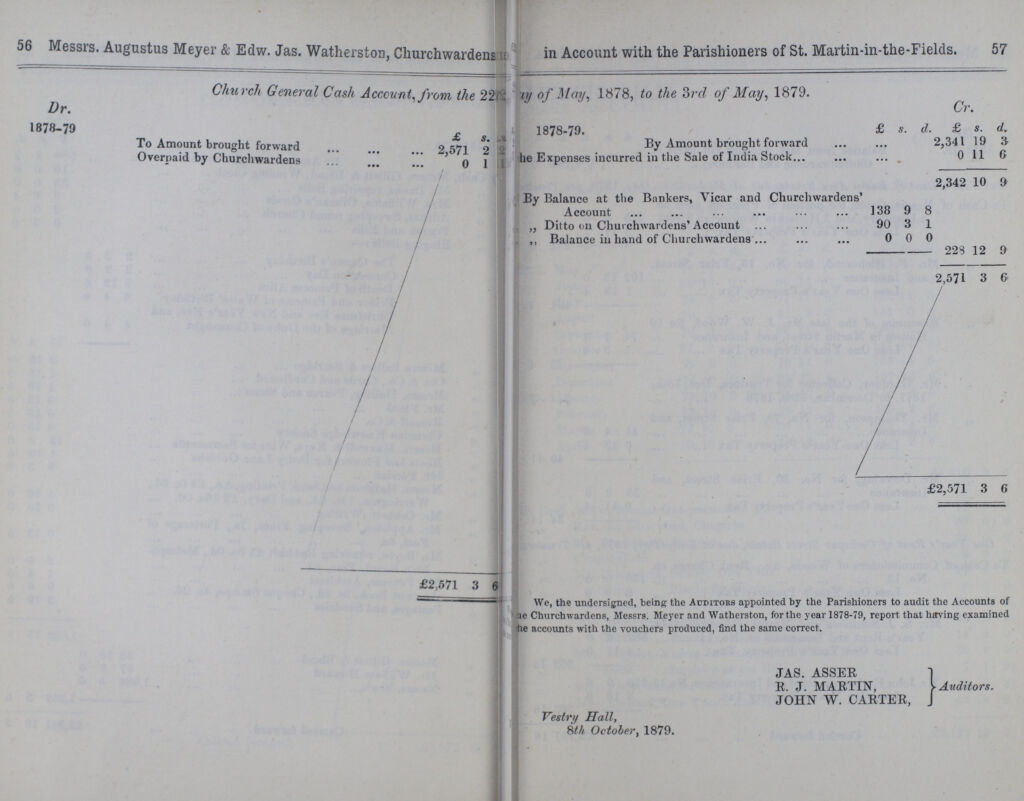 56 Messrs. Augustus Meyer & Edw. Jas. Watherston, Churchwardens
Church General Cash Account, from the 22
Dr.
1878-79
£ s.
To Amount brought forward ... ... ... 2,571 2
Overpaid by Churchwardens ... ... ... 0 1
£2,571 3 6
in Account with the Parishioners of St. Martin-in-the-Fields. 57
of May, 1878, to the 3rd of May, 1879.
Cr.
1878-79. £ s. d. £ s. d.
By Amount brought forward ... ... 2,341 19 3
he Expenses incurred in the Sale of India Stock... ... ... 0 11 6
2,342 10 9
By Balance at the Bankers, Vicar and Churchwardens'
Account ... ... ... ... ... ... 138 9 8
„ Ditto on Churchwardens' Account ... ... ... 90 3 1
„ Balance in hand of Churchwardens ... ... ... 0 0 0
228 12 9
2,571 3 6
£2,571 3 6
We, the undersigned, being the AUDITORS appointed by the Parishioners to audit the Accounts of
he Churchwardens, Messrs. Meyer and Watherston, for the year 1878-79, report that having examined
he accounts with the vouchers produced, find the same correct.
JAS. ASSER
R. J. MARTIN,
JOHN W. CARTER,
Auditors.
Vestry Hall,
8th October, 1879.